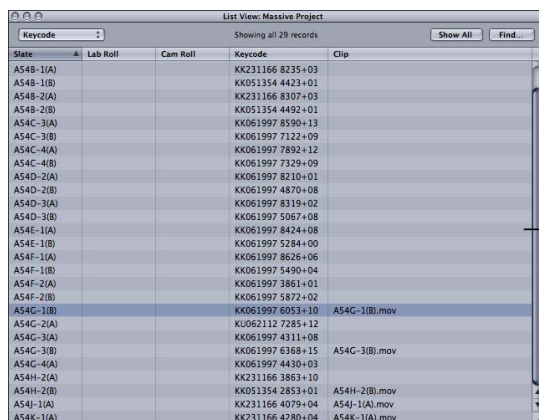 List View: Massive Project
Keycode Showing all 29 records Show All Find...
Slate Lab Roll Cam Roll Keycode Clip
A54B-1(A) KK231166 8235+03
A54B-1(B) KK051354 4423+01
A54B-2(A) KK231166 8307+03
A54B-2(B) KK051354 4492+01
A54C-3(A) KK061997 8590+13
A54C-3(B) KK061997 7122+09
A54C-4(A) KK061997 7892+12
A54C-4(B) KK061997 7329+09
A54D-2(A) KK061997 8210+01
A54D-2(B) KK061997 4870+08
A54D-3(A) KK061997 8319+02
A54D-3(B) KK061997 5067+08
A54E-1(A) KK061997 8424+08
A54E-1(B) KK061997 5284+00
A54F-1(A) KK061997 8626+06
A54F-1(B) KK061997 5490+04
A54F-2(A) KK061997 3861+01
A54F-2(B) KK061997 5872+02
A54G-1(B) KK061997 6053+10 A54G-1(B).mov
A54G-2(A) KU062112 7285+12
A54G-3(A) KK061997 4311+08
A54G-3(B) KK061997 6368+15 A54G-3(B).mov
A54G-4(A) KK061997 4430+03
A54H-2(A) KK231166 3863+10
A54H-2(B) KK051354 2853+01 A54H-2(B).mov
A54J-1(A) KK231166 4079+04 A54J-1(A).mov
A54K-1(A) KK231166 4280+04 A54K-1(A).mov